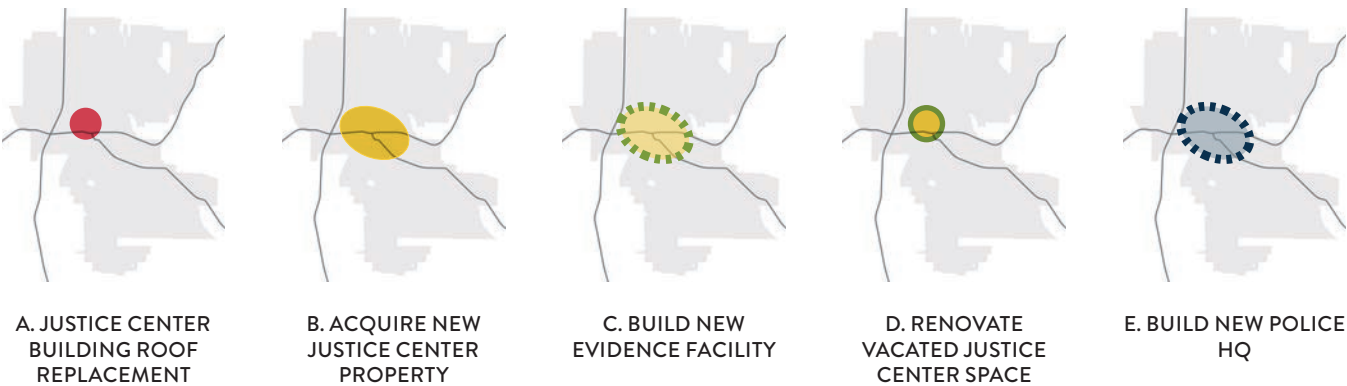 A. JUSTICE CENTER
BUILDING ROOF
REPLACEMENT
B. ACQUIRE NEW
JUSTICE CENTER
PROPERTY
C. BUILD NEW
EVIDENCE FACILITY
D. RENOVATE
VACATED JUSTICE
CENTER SPACE
E. BUILD NEW POLICE
HQ